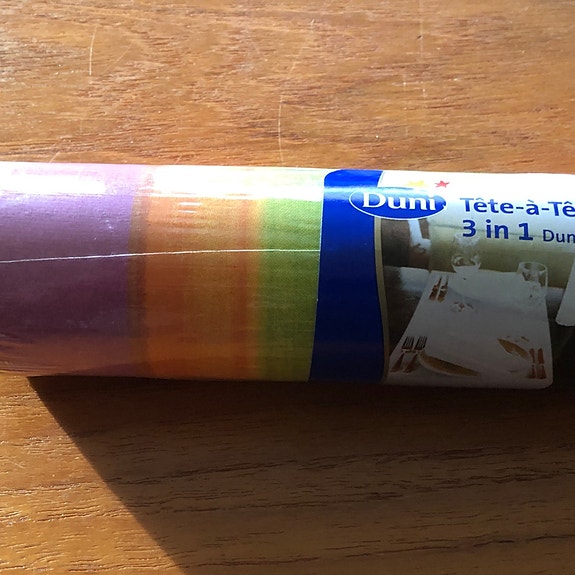 Duni
Tête-à-Tê
3 in 1 Dun